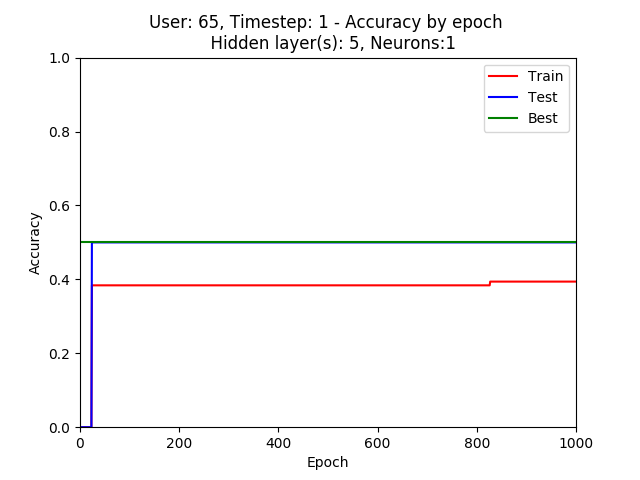 User: 65, Timestep: 1 - Accuracy by epoch
Hidden layer(s): 5, Neurons:1
Train
Test
Best
1.0
0.8
0.6
0.4
0.2
0.0
Accuracy
0 200 400 600 800 1000
Epoch